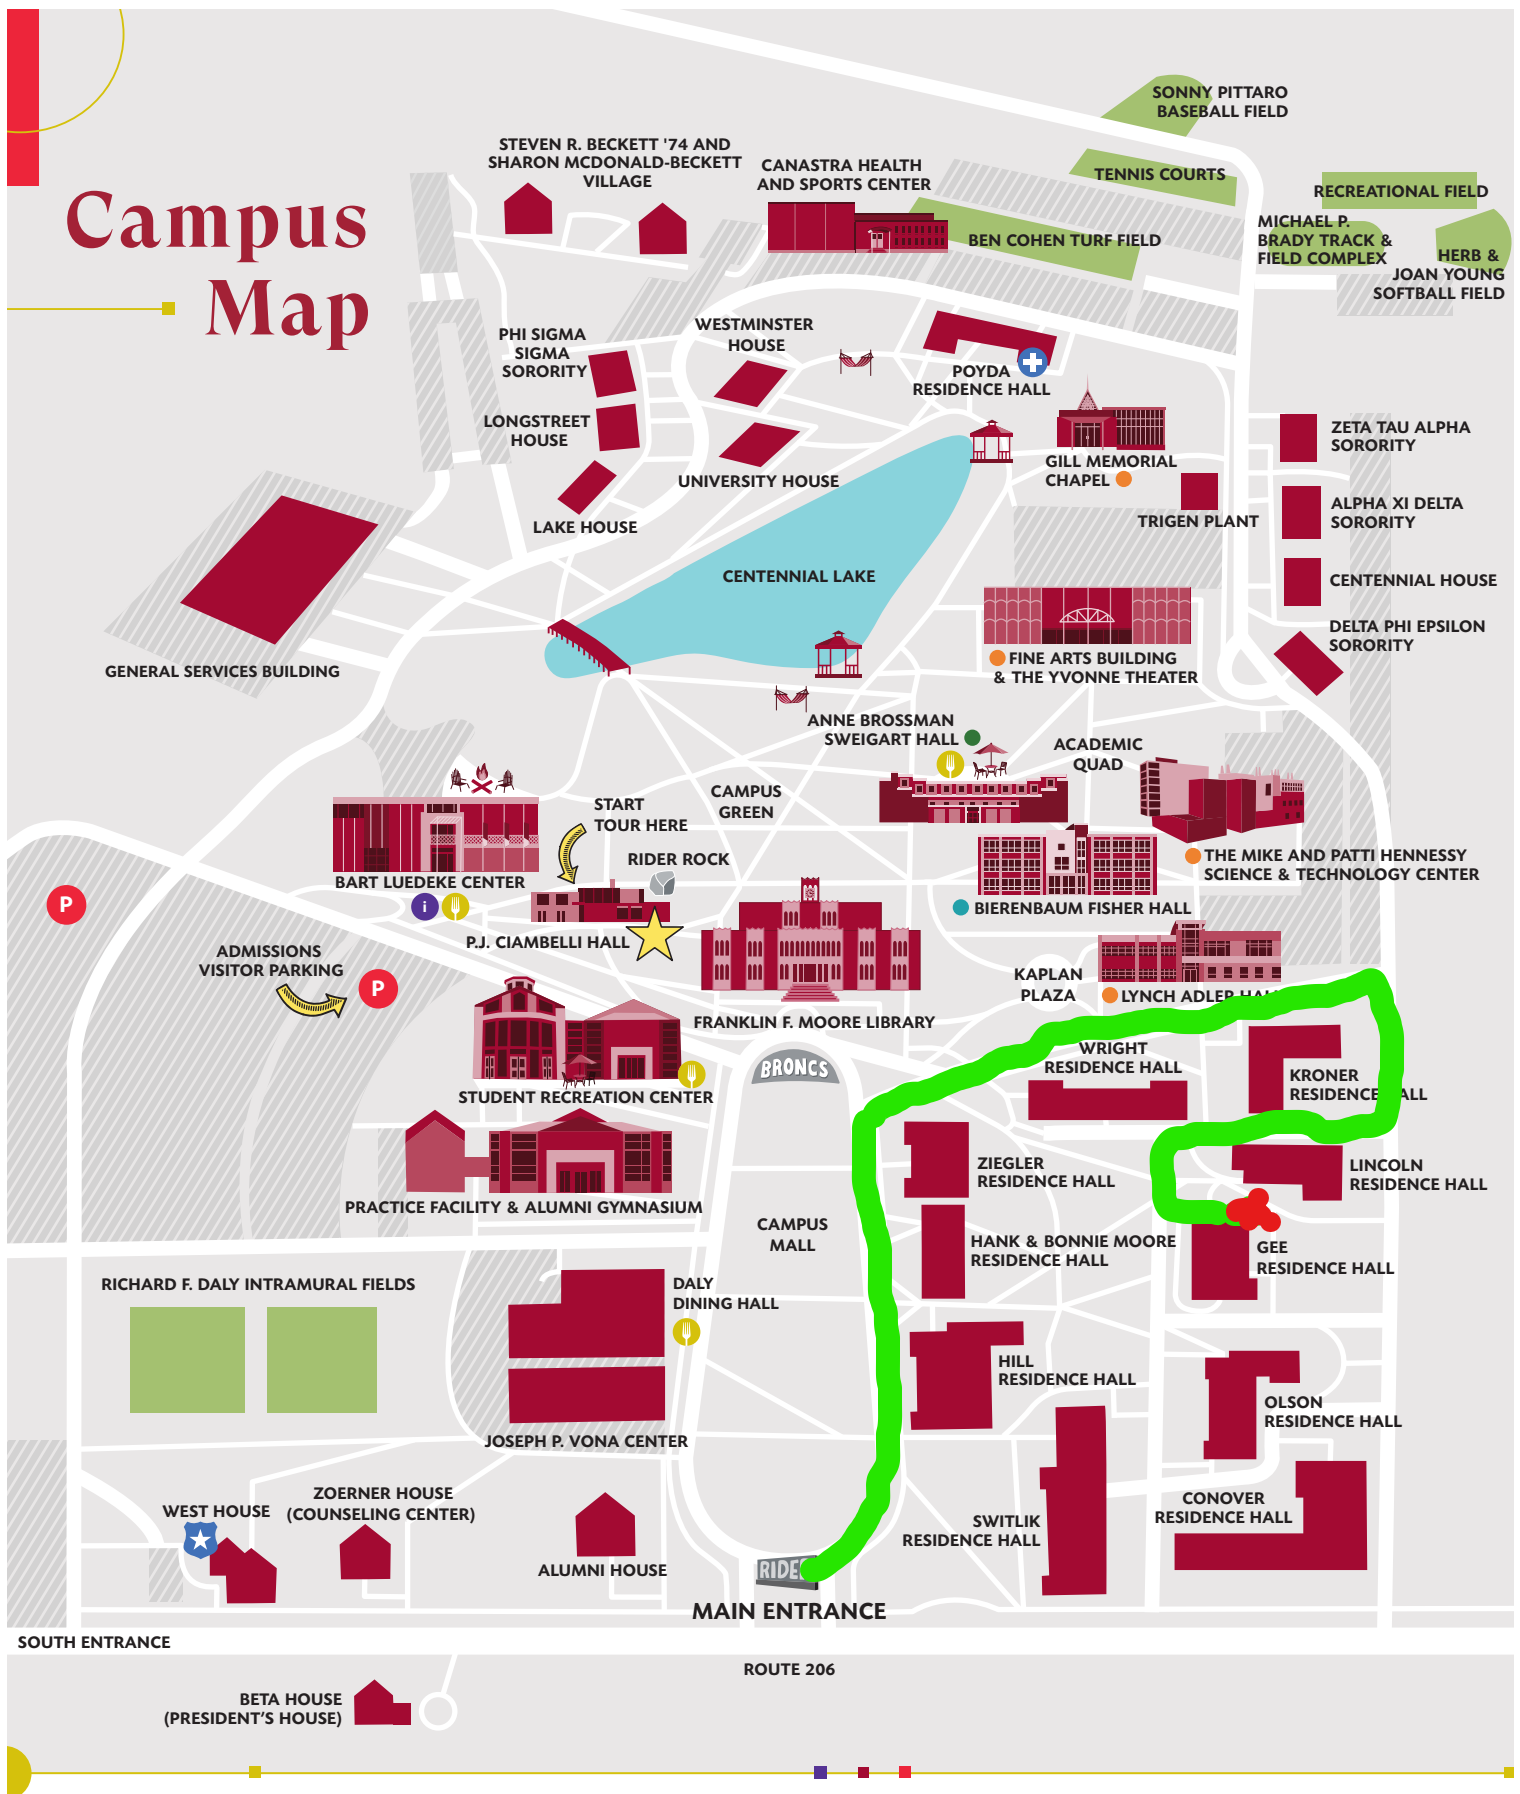 Campus
Map
SONNY PITTARO
BASEBALL FIELD
STEVEN R. BECKETT '74 AND
SHARON MCDONALD-BECKETT
VILLAGE
CANASTRA HEALTH
AND SPORTS CENTER
TENNIS COURTS
RECREATIONAL FIELD
BEN COHEN TURF FIELD
MICHAEL P.
BRADY TRACK &
FIELD COMPLEX
HERB &
JOAN YOUNG
SOFTBALL FIELD
PHI SIGMA
SIGMA
SORORITY
WESTMINSTER
HOUSE
POYDA
RESIDENCE HALL
LONGSTREET
HOUSE
UNIVERSITY HOUSE
LAKE HOUSE
GILL MEMORIAL
CHAPEL
TRIGEN PLANT
ZETA TAU ALPHA
SORORITY
ALPHA XI DELTA
SORORITY
CENTENNIAL HOUSE
DELTA PHI EPSILON
SORORITY
CENTENNIAL LAKE
GENERAL SERVICES BUILDING
FINE ARTS BUILDING
& THE YVONNE THEATER
ANNE BROSSMAN
SWEIGART HALL
ACADEMIC
QUAD
CAMPUS
GREEN
START
TOUR HERE
RIDER ROCK
BART LUEDEKE CENTER
i
P
THE MIKE AND PATTI HENNESSY
SCIENCE & TECHNOLOGY CENTER
BIERENBAUM FISHER HALL
P.J. CIAMBELLI HALL
ADMISSIONS
VISITOR PARKING
P
KAPLAN
PLAZA
LYNCH ADLER HALL
FRANKLIN F. MOORE LIBRARY
BRONCS
WRIGHT
RESIDENCE HALL
KRONER
RESIDENCE HALL
STUDENT RECREATION CENTER
ZIEGLER
RESIDENCE HALL
LINCOLN
RESIDENCE HALL
PRACTICE FACILITY & ALUMNI GYMNASIUM
CAMPUS
MALL
HANK & BONNIE MOORE
RESIDENCE HALL
GEE
RESIDENCE HALL
RICHARD F. DALY INTRAMURAL FIELDS
DALY
DINING HALL
HILL
RESIDENCE HALL
OLSON
RESIDENCE HALL
JOSEPH P. VONA CENTER
WEST HOUSE
ZOERNER HOUSE
(COUNSELING CENTER)
SWITLIK
RESIDENCE HALL
CONOVER
RESIDENCE HALL
ALUMNI HOUSE
RIDE
MAIN ENTRANCE
SOUTH ENTRANCE
ROUTE 206
BETA HOUSE
(PRESIDENT'S HOUSE)